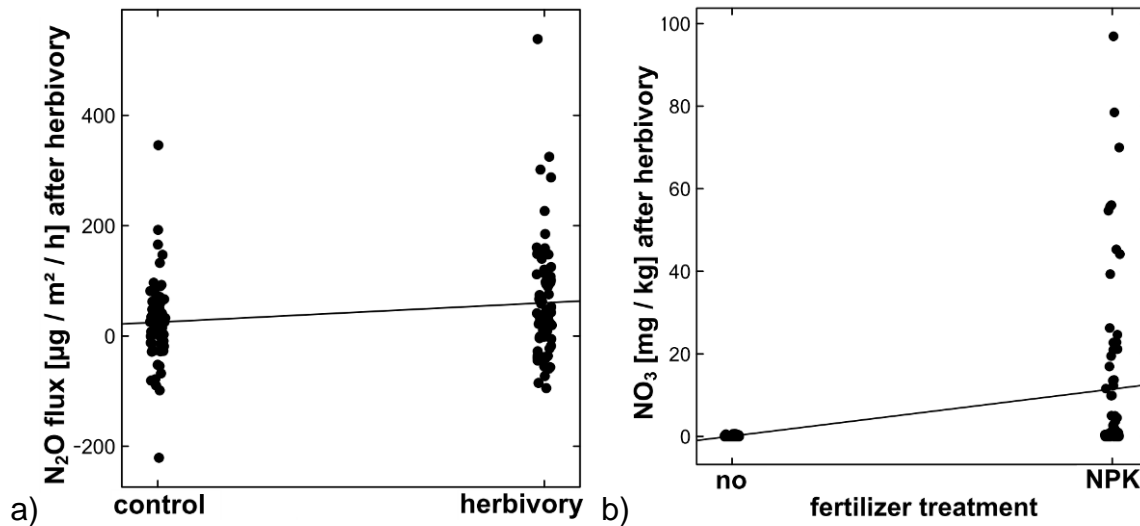 N₂O flux [µg / m² / h] after herbivory
400
200
0
-200
control herbivory
a)
NO₃ [mg / kg] after herbivory
100
80
60
40
20
0
no NPK
fertilizer treatment
b)